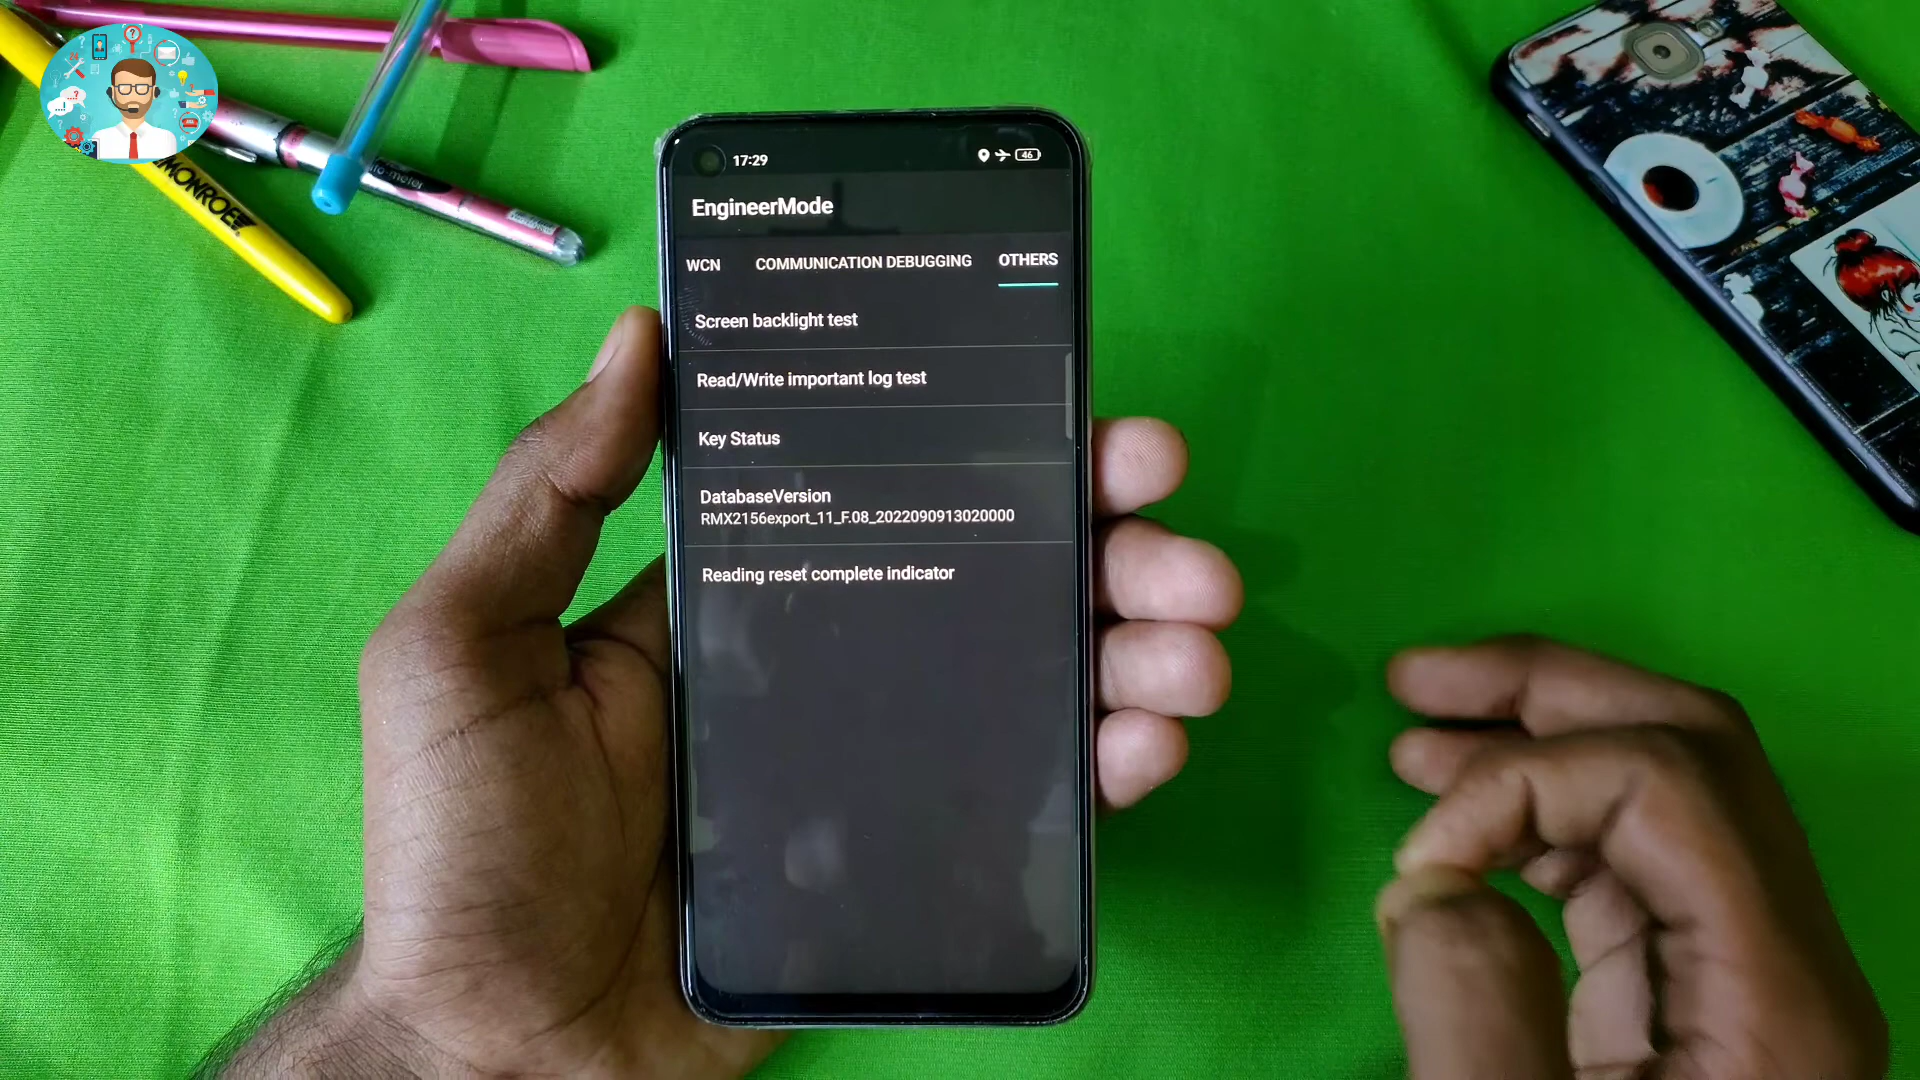 MONROE
17:29
46
EngineerMode
WCN COMMUNICATION DEBUGGING OTHERS
Screen backlight test
Read/Write important log test
Key Status
DatabaseVersion
RMX2156export_11_F.08_2022090913020000
Reading reset complete indicator